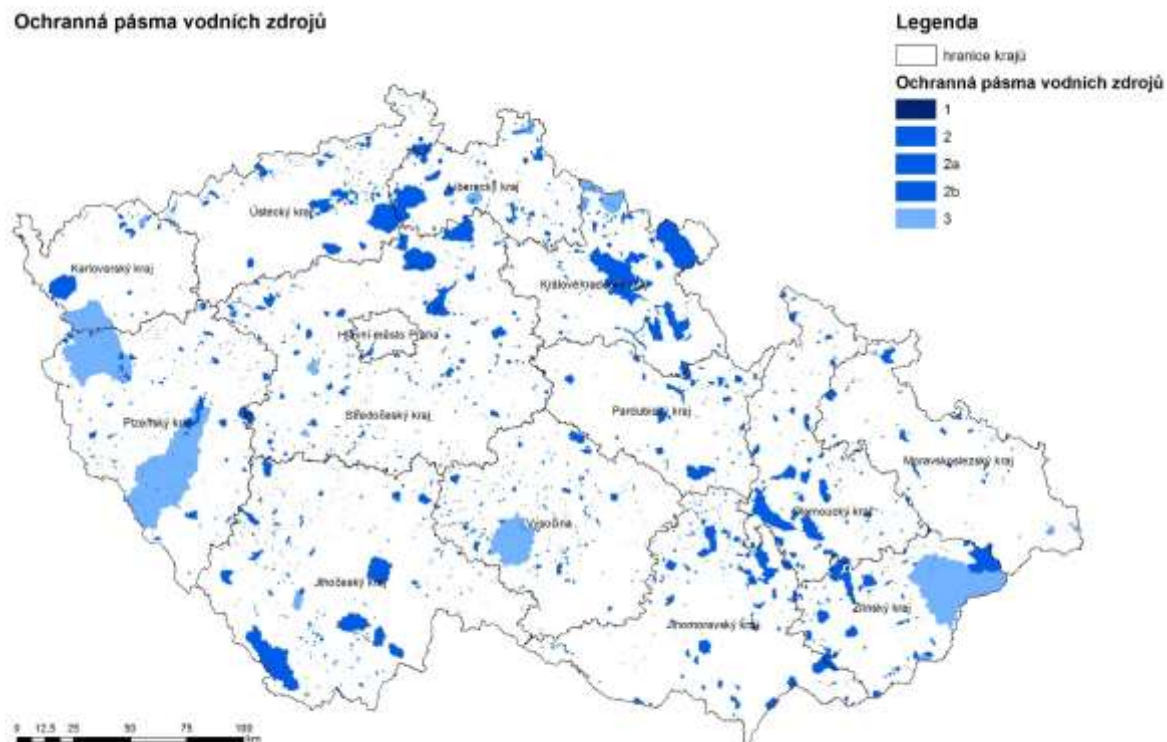 Ochranná pásma vodních zdrojů
Legenda
hranice krajů
Ochranná pásma vodních zdrojů
1
2
2a
2b
3
Liberecký kraj
Ústecký kraj
Karlovarský kraj
Královéhradecký kraj
Hlavní město Praha
Středočeský kraj
Pardubický kraj
Plzeňský kraj
Moravskoslezský kraj
Olomoucký kraj
Vysočina
Jihočeský kraj
Zlínský kraj
Jihomoravský kraj
0 12,5 25 50 75 100
km